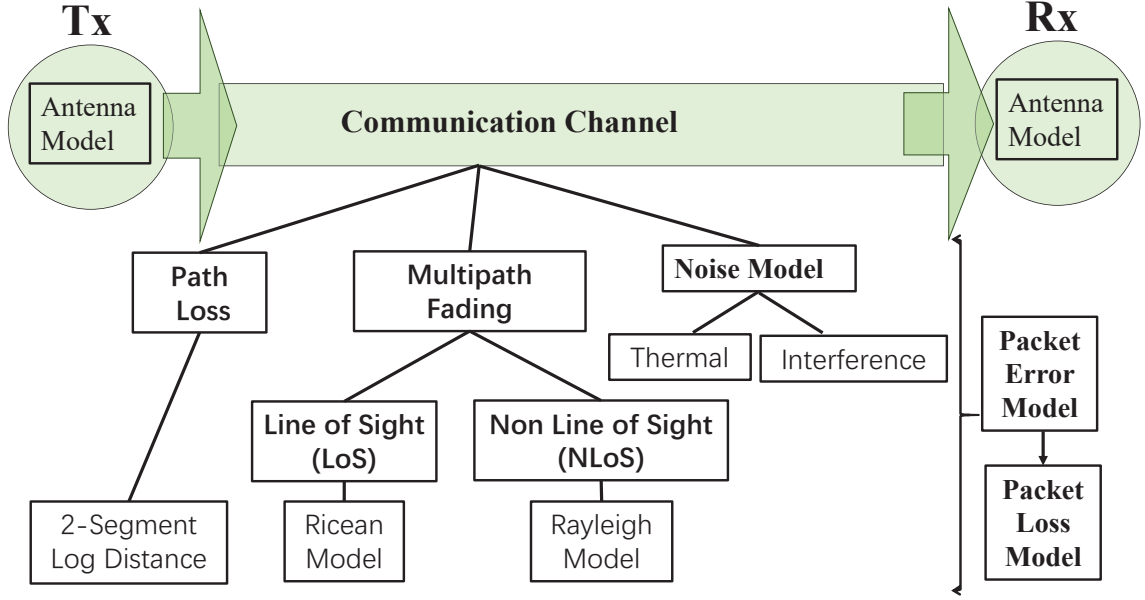 Tx
Rx
Antenna
Model
Communication Channel
Antenna
Model
Path
Loss
Multipath
Fading
Noise Model
Thermal
Interference
Packet
Error
Model
Line of Sight
(LoS)
Non Line of Sight
(NLoS)
2-Segment
Log Distance
Ricean
Model
Rayleigh
Model
Packet
Loss
Model